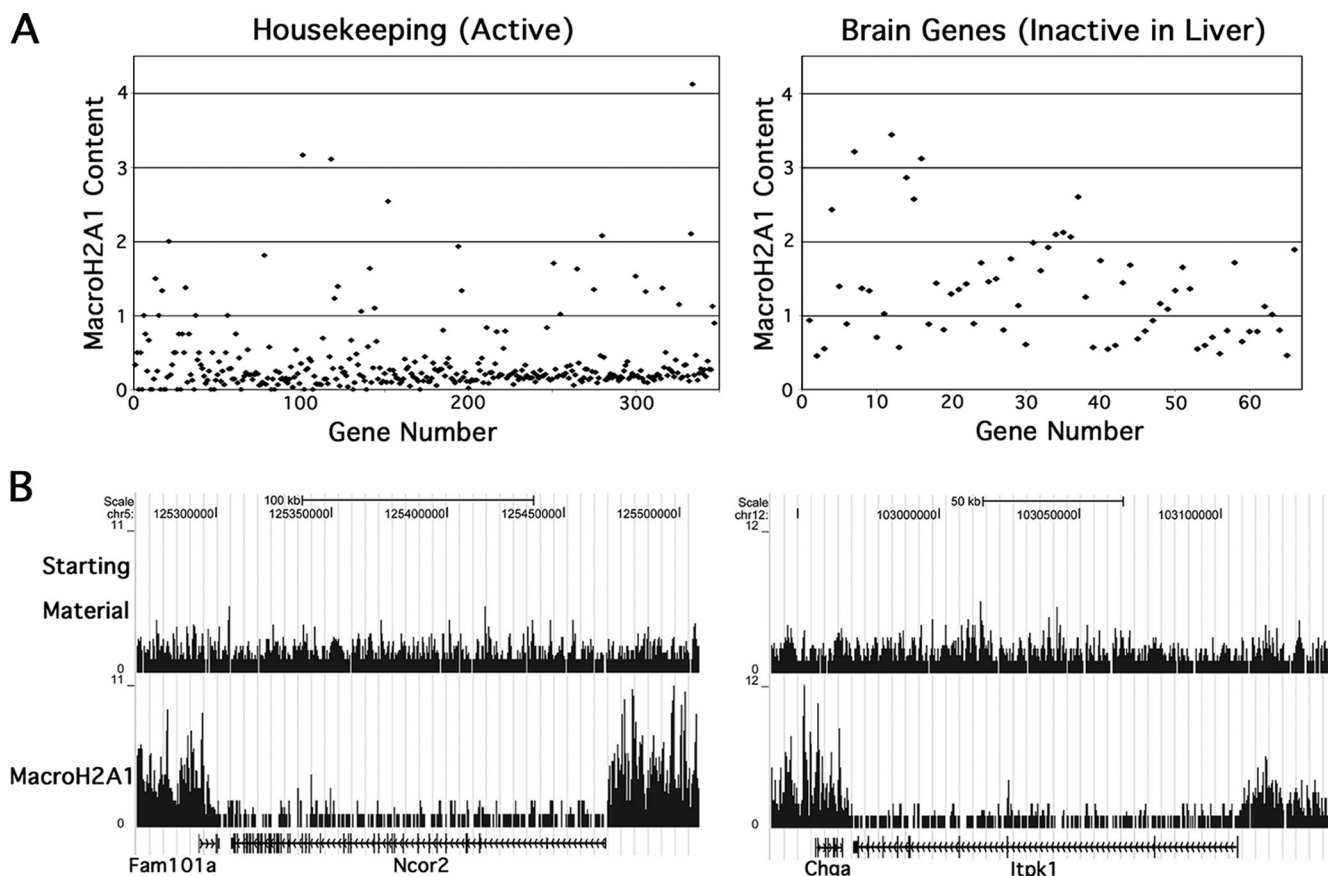 A
Housekeeping (Active)
MacroH2A1 Content
4
3
2
1
0
0
100
200
300
Gene Number
Brain Genes (Inactive in Liver)
MacroH2A1 Content
4
3
2
1
0
0
10
20
30
40
50
60
Gene Number
B
Scale
100 kb
chr5:
125300000
125350000
125400000
125450000
125500000
11
Starting
Material
0
11
MacroH2A1
0
Fam101a
Ncor2
Scale
50 kb
chr12:
103000000
103050000
103100000
12
0
12
0
Chga
Itpk1